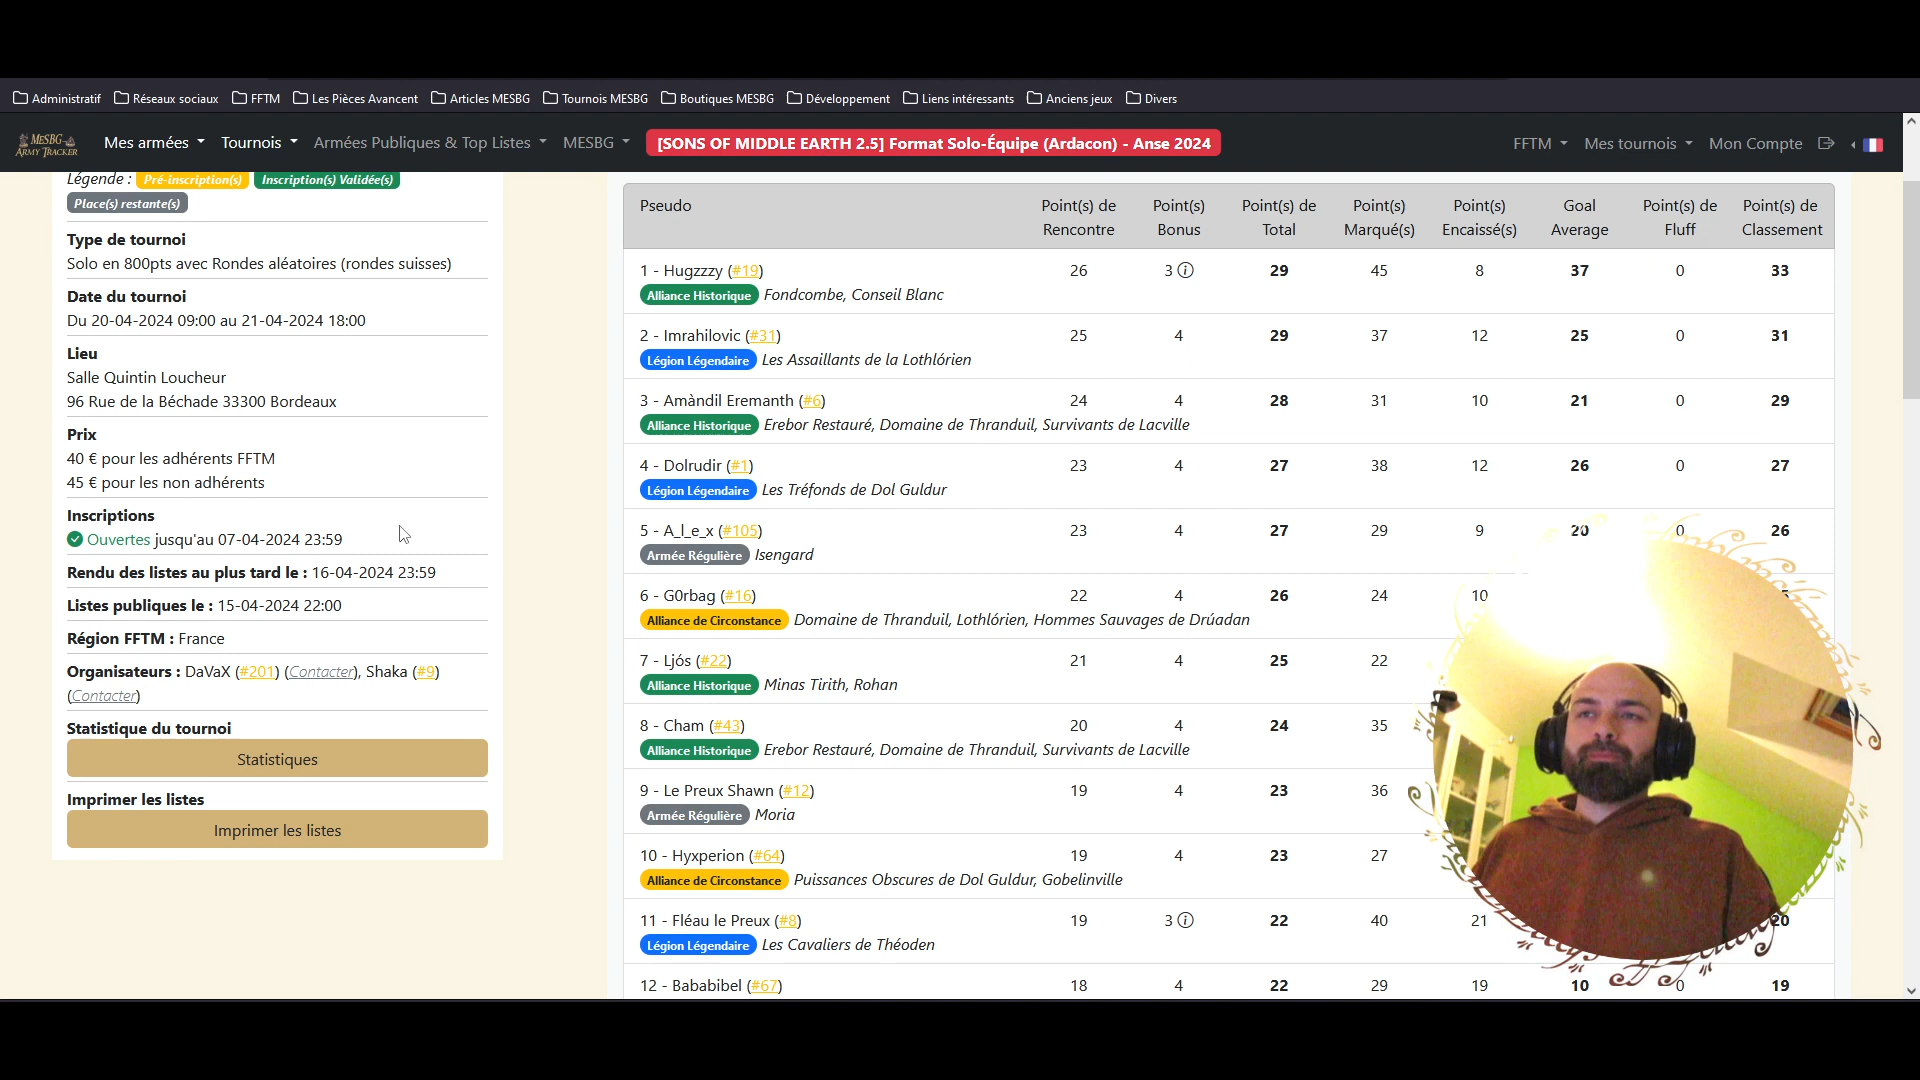 Administratif Réseaux sociaux FFTM Les Pièces Avancent Articles MESBG Tournois MESBG Boutiques MESBG Développement Liens intéressants Anciens jeux Divers
MESBG ARMY TRACKER Mes armées Tournois Armées Publiques & Top Listes MESBG [SONS OF MIDDLE EARTH 2.5] Format Solo-Équipe (Ardacon) - Anse 2024 FFTM Mes tournois Mon Compte
Légende : Pré-inscription(s) Inscription(s) Validée(s)
Place(s) restante(s)
Type de tournoi
Solo en 800pts avec Rondes aléatoires (rondes suisses)
Date du tournoi
Du 20-04-2024 09:00 au 21-04-2024 18:00
Lieu
Salle Quintin Loucheur
96 Rue de la Béchade 33300 Bordeaux
Prix
40 € pour les adhérents FFTM
45 € pour les non adhérents
Inscriptions
Ouvertes jusqu'au 07-04-2024 23:59
Rendu des listes au plus tard le : 16-04-2024 23:59
Listes publiques le : 15-04-2024 22:00
Région FFTM : France
Organisateurs : DaVaX (#201) (Contacter), Shaka (#9)
(Contacter)
Statistique du tournoi
Statistiques
Imprimer les listes
Imprimer les listes
Pseudo Point(s) de Rencontre Point(s) Bonus Point(s) de Total Point(s) Marqué(s) Point(s) Encaissé(s) Goal Average Point(s) de Fluff Point(s) de Classement
1 - Hugzzzy (#19) 26 3 29 45 8 37 0 33
Alliance Historique Fondcombe, Conseil Blanc
2 - Imrahilovic (#31) 25 4 29 37 12 25 0 31
Légion Légendaire Les Assaillants de la Lothlórien
3 - Amàndil Eremanth (#6) 24 4 28 31 10 21 0 29
Alliance Historique Erebor Restauré, Domaine de Thranduil, Survivants de Lacville
4 - Dolrudir (#1) 23 4 27 38 12 26 0 27
Légion Légendaire Les Tréfonds de Dol Guldur
5 - A_l_e_x (#105) 23 4 27 29 9 20 0 26
Armée Régulière Isengard
6 - G0rbag (#16) 22 4 26 24 10
Alliance de Circonstance Domaine de Thranduil, Lothlórien, Hommes Sauvages de Drúadan
7 - Ljós (#22) 21 4 25 22
Alliance Historique Minas Tirith, Rohan
8 - Cham (#43) 20 4 24 35
Alliance Historique Erebor Restauré, Domaine de Thranduil, Survivants de Lacville
9 - Le Preux Shawn (#12) 19 4 23 36
Armée Régulière Moria
10 - Hyxperion (#64) 19 4 23 27
Alliance de Circonstance Puissances Obscures de Dol Guldur, Gobelinville
11 - Fléau le Preux (#8) 19 3 22 40 21 20
Légion Légendaire Les Cavaliers de Théoden
12 - Bababibel (#67) 18 4 22 29 19 10 0 19